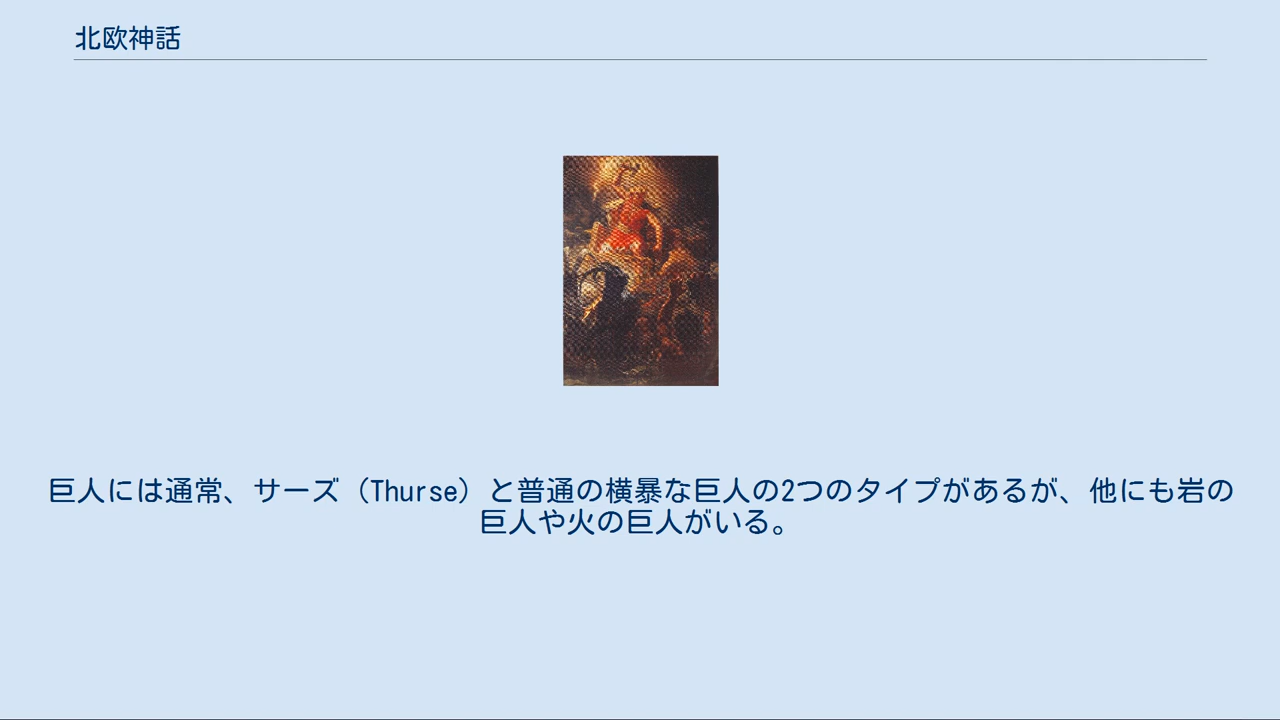 北欧神話
巨人には通常、サーズ（Thurse）と普通の横暴な巨人の2つのタイプがあるが、他にも岩の
巨人や火の巨人がいる。